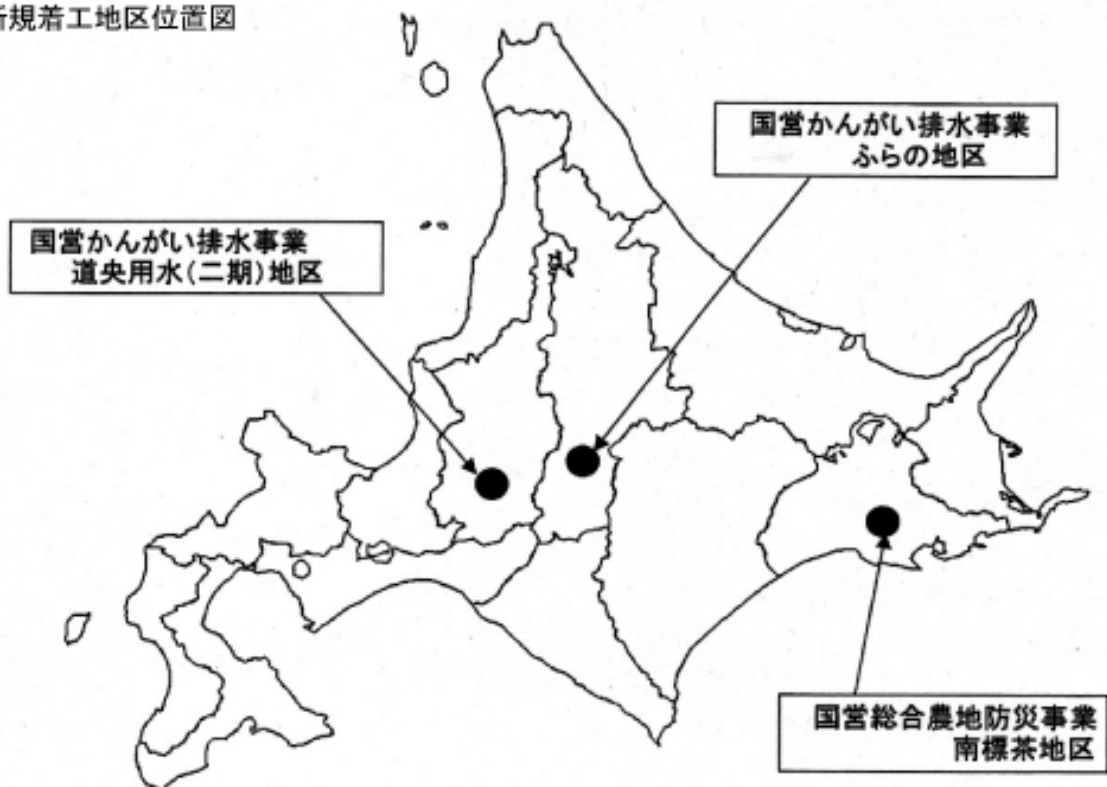 新規着工地区位置図
国営かんがい排水事業
ふらの地区
国営かんがい排水事業
道央用水(二期)地区
国営総合農地防災事業
南標茶地区